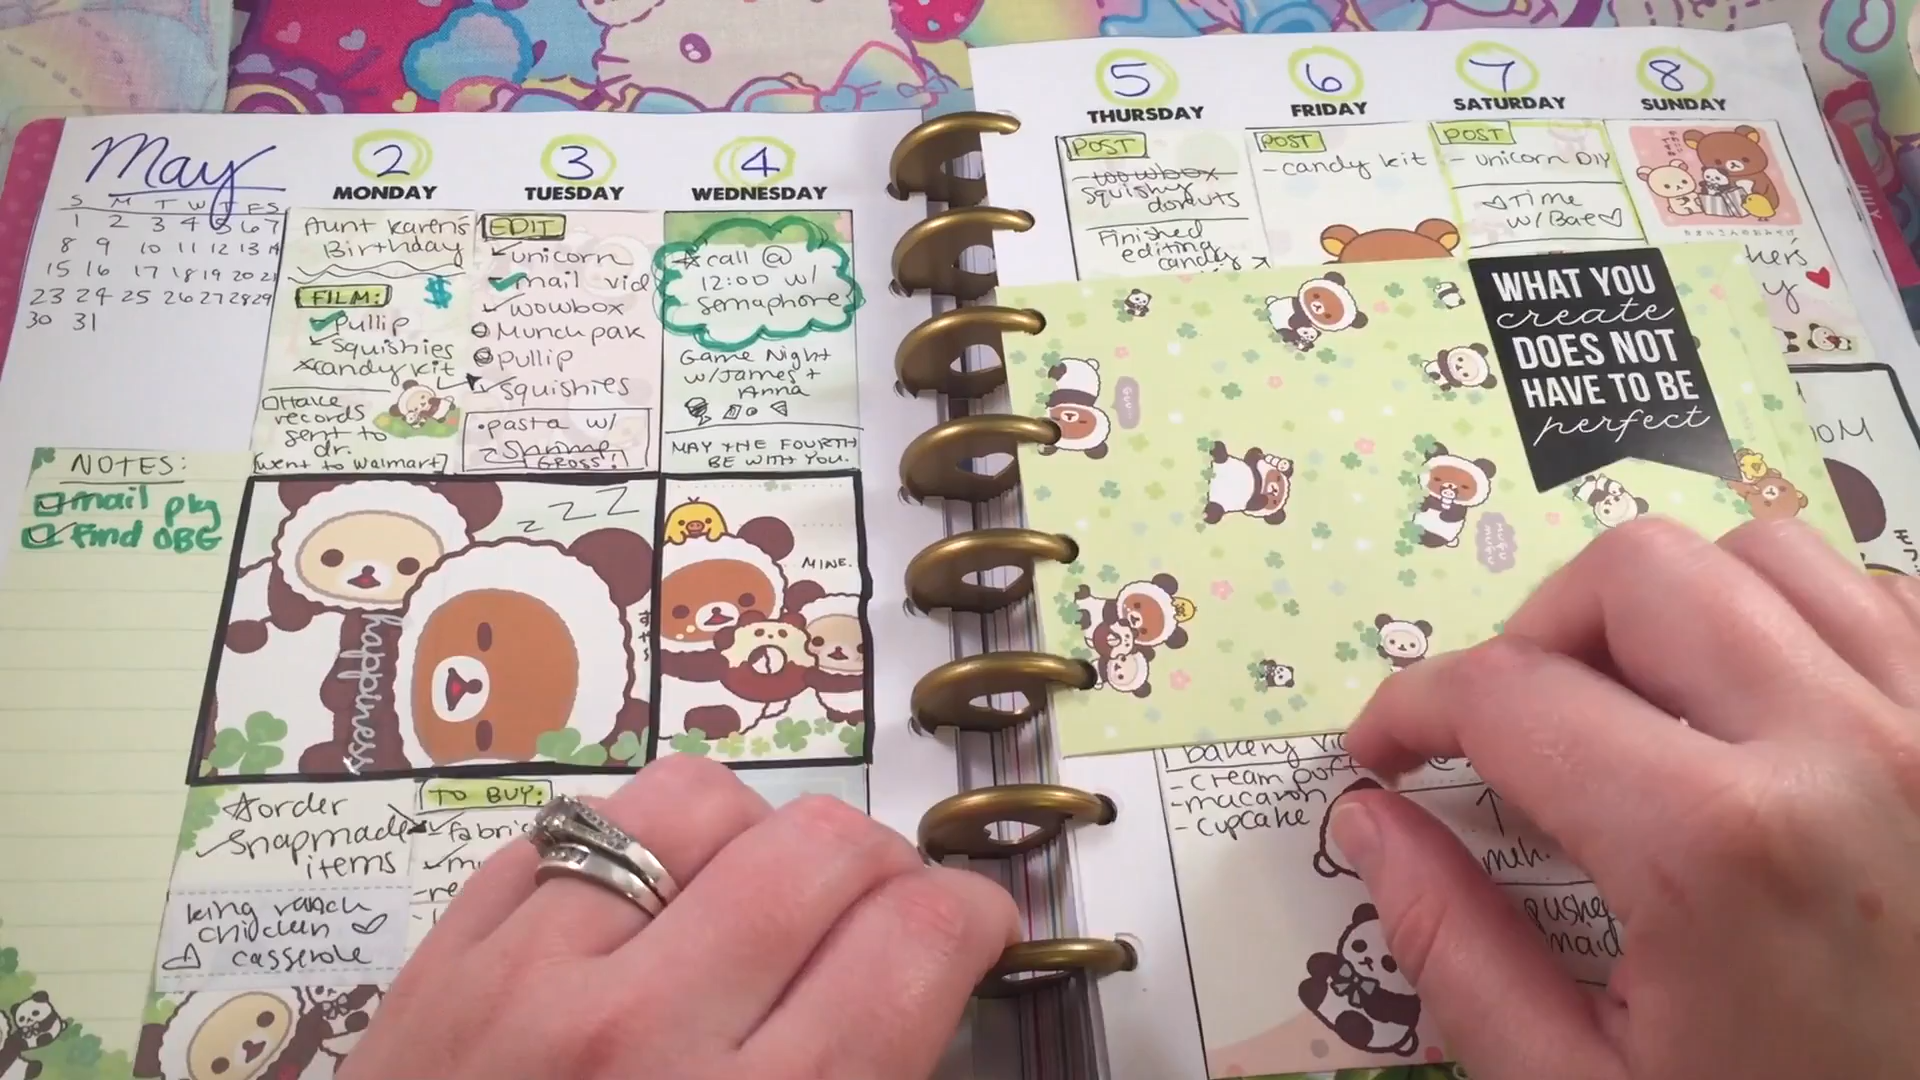 May
S M T W T F S
1 2 3 4 5 6 7
8 9 10 11 12 13 14
15 16 17 18 19 20 21
23 24 25 26 27 28 29
30 31
NOTES:
mail pkg
Find OBG
2
MONDAY
Aunt Karen's
Birthday
FILM: $
Pullip
Squishies
candy kit
records
sent to
dr.
[went to Walmart]
3
TUESDAY
EDIT
unicorn
mail vid
wowbox
Munchpak
pullip
squishies
pasta w/
Shrimp
GROSS!
4
WEDNESDAY
call @
12:00 w/
semaphore
Game Night
w/James +
Anna
MAY THE FOURTH
BE WITH YOU.
zzzz
happiness
MINE.
order
Snapmade
items
king ranch
chicken
casserole
TO BUY:
fabric
5
THURSDAY
POST
wowbox
squishy
donuts
Finished
editing
candy
6
FRIDAY
POST
- candy kit
7
SATURDAY
POST
- unicorn DIY
Time
w/Bae
8
SUNDAY
WHAT YOU
create
DOES NOT
HAVE TO BE
perfect
bakery
- cream puff
- macaron
- cupcake
meh.